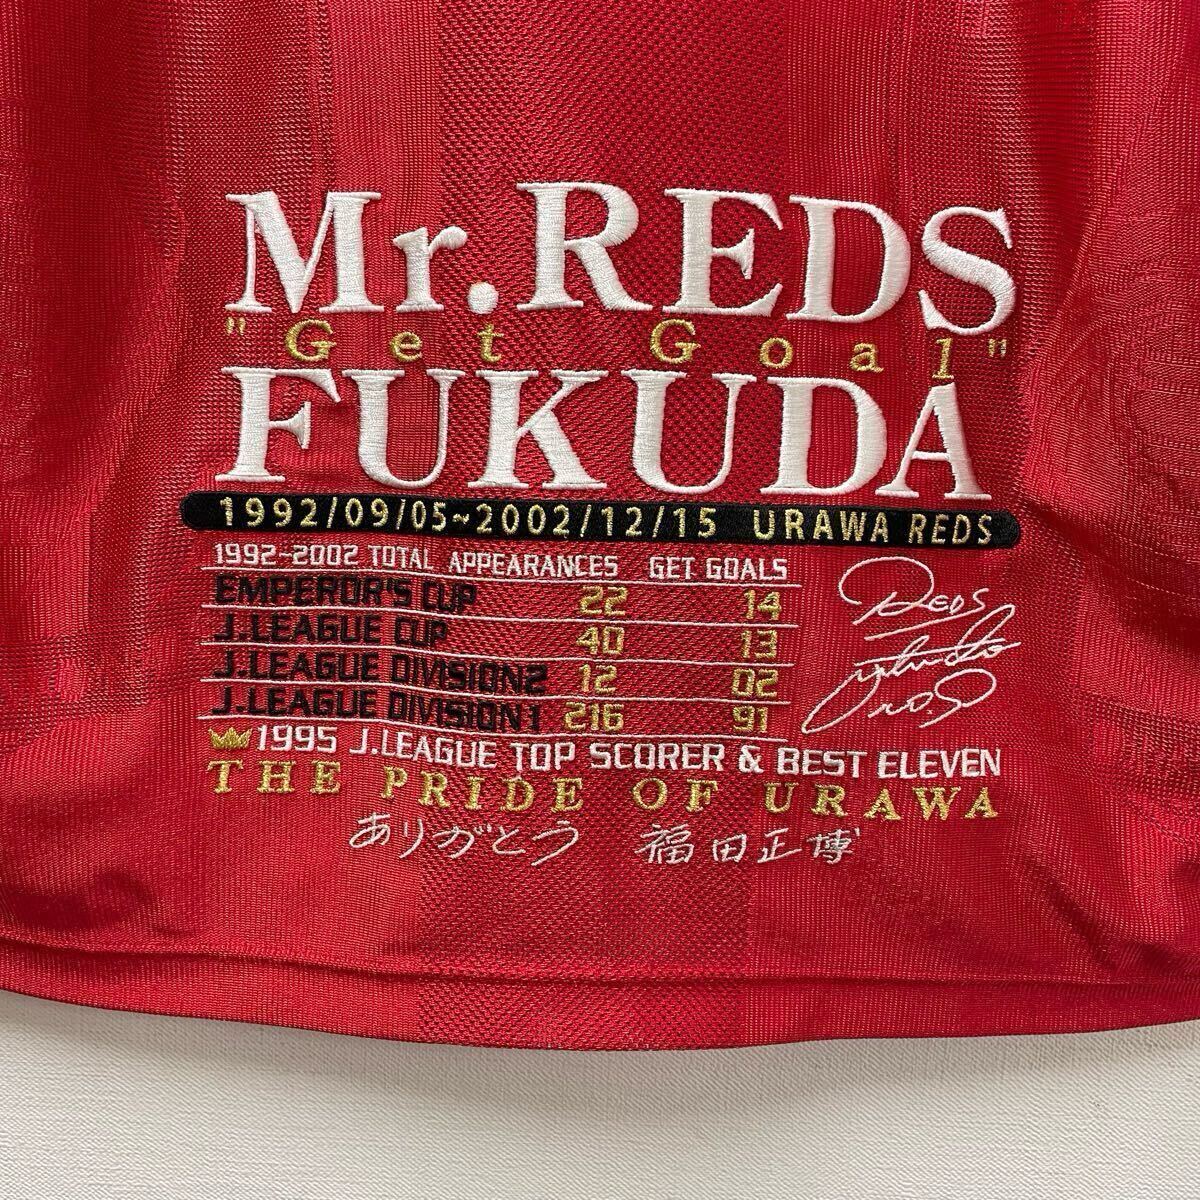 Mr.REDS
"Get Goal"
FUKUDA
1992/09/05~2002/12/15 URAWA REDS
1992-2002 TOTAL APPEARANCES GET GOALS
EMPEROR'S CUP 22 14
J.LEAGUE CUP 40 13
J.LEAGUE DIVISION2 12 02
J.LEAGUE DIVISION1 216 91
REDS
1995 J.LEAGUE TOP SCORER & BEST ELEVEN
THE PRIDE OF URAWA
ありがとう 福田正博